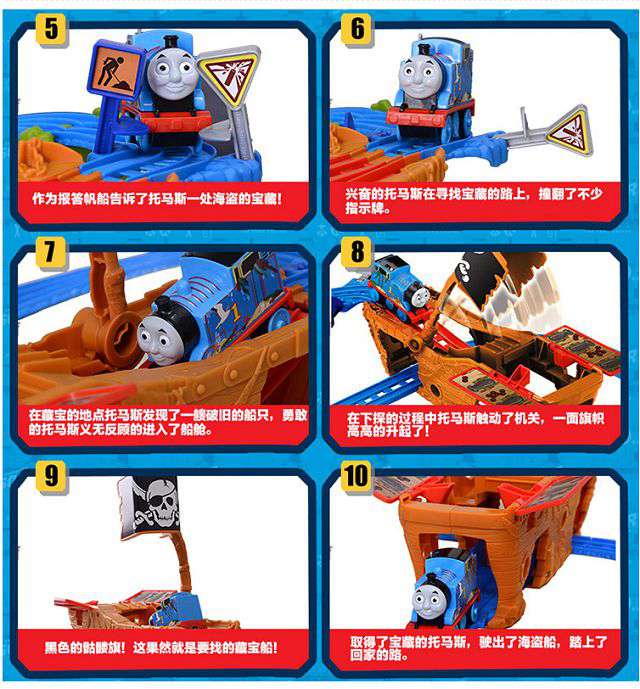 5
作为报答帆船告诉了托马斯一处海盗的宝藏!
6
兴奋的托马斯在寻找宝藏的路上，撞翻了不少
指示牌。
7
在藏宝的地点托马斯发现了一艘破旧的船只，勇敢
的托马斯义无反顾的进入了船舱。
8
在下探的过程中托马斯触动了机关，一面旗帜
高高的升起了!
9
黑色的骷髅旗! 这果然就是要找的藏宝船!
10
取得了宝藏的托马斯，驶出了海盗船，踏上了
回家的路。